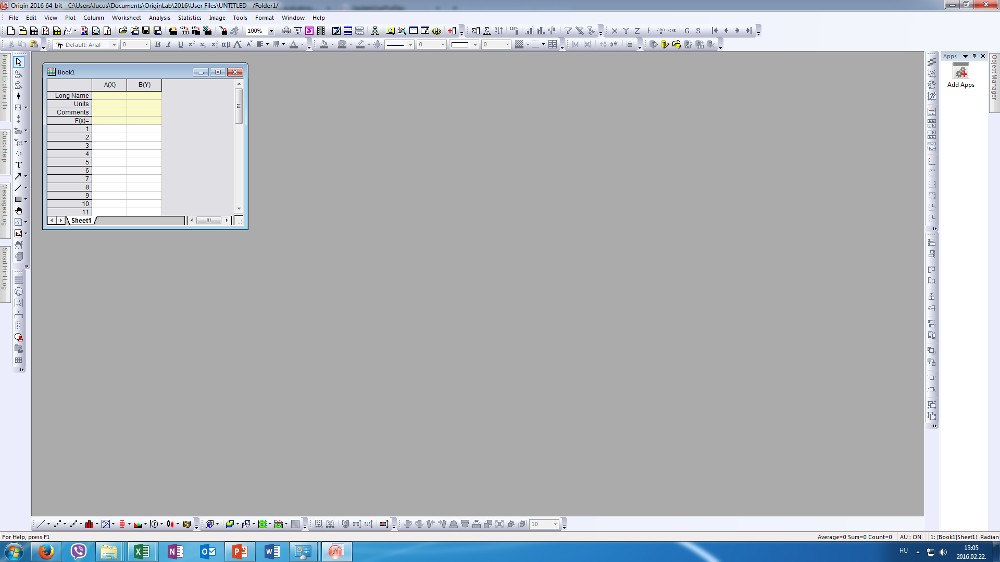 Origin 2016 64-bit - C:\Users\Jucus\Documents\OriginLab\2016\User Files\UNTITLED - /Folder1/
File Edit View Plot Column Worksheet Analysis Statistics Image Tools Format Window Help
100%
Default: Arial 0 B I U αβ A 0 0
Project Explorer (1)
Quick Help
Messages Log
Smart Hint Log
Book1
A(X) B(Y)
Long Name
Units
Comments
F(x)=
1
2
3
4
5
6
7
8
9
10
11
Sheet1
Apps
Add Apps
Object Manager
10
For Help, press F1
Average=0 Sum=0 Count=0 AU : ON 1: [Book1]Sheet1! Radian
HU
13:05
2016.02.22.